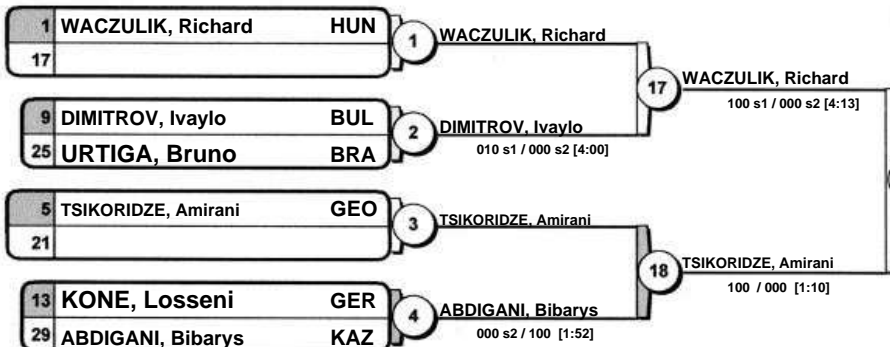 1 WACZULIK, Richard HUN
17
1 WACZULIK, Richard
9 DIMITROV, Ivaylo BUL
25 URTIGA, Bruno BRA
2 DIMITROV, Ivaylo
010 s1 / 000 s2 [4:00]
17 WACZULIK, Richard
100 s1 / 000 s2 [4:13]
5 TSIKORIDZE, Amirani GEO
21
3 TSIKORIDZE, Amirani
13 KONE, Losseni GER
29 ABDIGANI, Bibarys KAZ
4 ABDIGANI, Bibarys
000 s2 / 100 [1:52]
18 TSIKORIDZE, Amirani
100 / 000 [1:10]